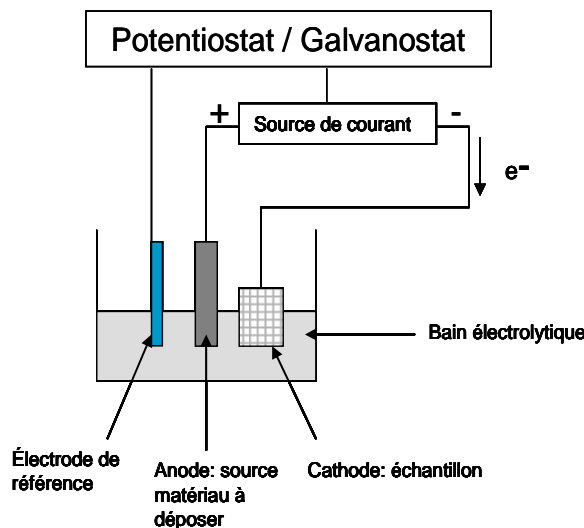 Potentiostat / Galvanostat
+
Source de courant
-
e-
Bain électrolytique
Électrode de
référence
Anode: source
matériau à
déposer
Cathode: échantillon